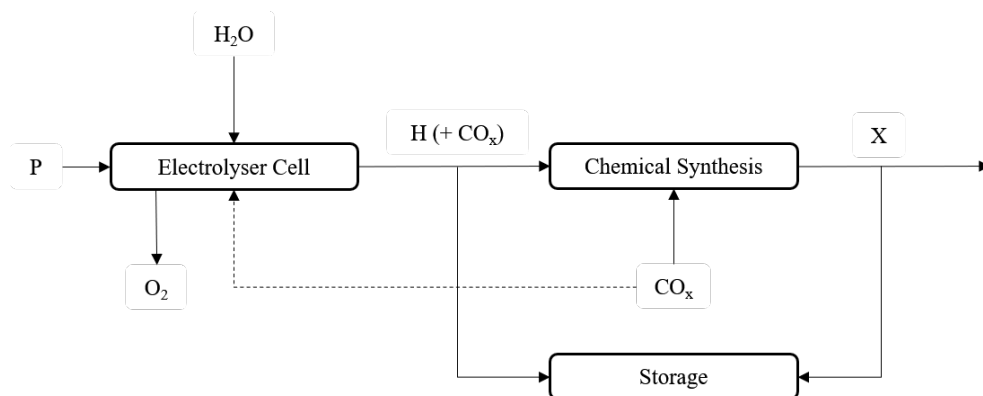 H₂O
H (+ COₓ)
X
P
Electrolyser Cell
Chemical Synthesis
O₂
COₓ
Storage